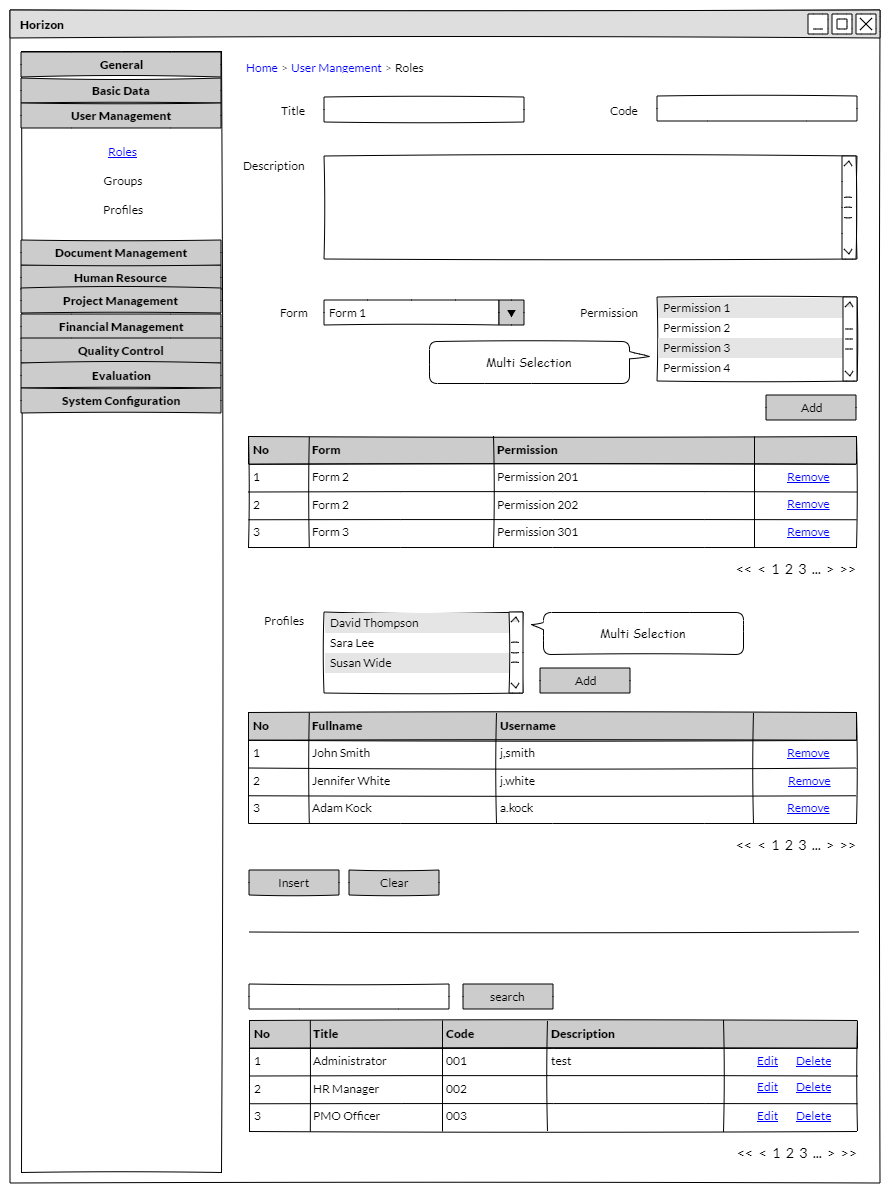 Horizon
General
Basic Data
User Management
Roles
Groups
Profiles
Document Management
Human Resource
Project Management
Financial Management
Quality Control
Evaluation
System Configuration
Home > User Mangement > Roles
Title
Code
Description
Form
Form 1
Permission
Permission 1
Permission 2
Permission 3
Permission 4
Multi Selection
Add
No Form Permission
1 Form 2 Permission 201 Remove
2 Form 2 Permission 202 Remove
3 Form 3 Permission 301 Remove
<< < 1 2 3 ... > >>
Profiles
David Thompson
Sara Lee
Susan Wide
Multi Selection
Add
No Fullname Username
1 John Smith j,smith Remove
2 Jennifer White j.white Remove
3 Adam Kock a.kock Remove
<< < 1 2 3 ... > >>
Insert
Clear
search
No Title Code Description
1 Administrator 001 test Edit Delete
2 HR Manager 002 Edit Delete
3 PMO Officer 003 Edit Delete
<< < 1 2 3 ... > >>